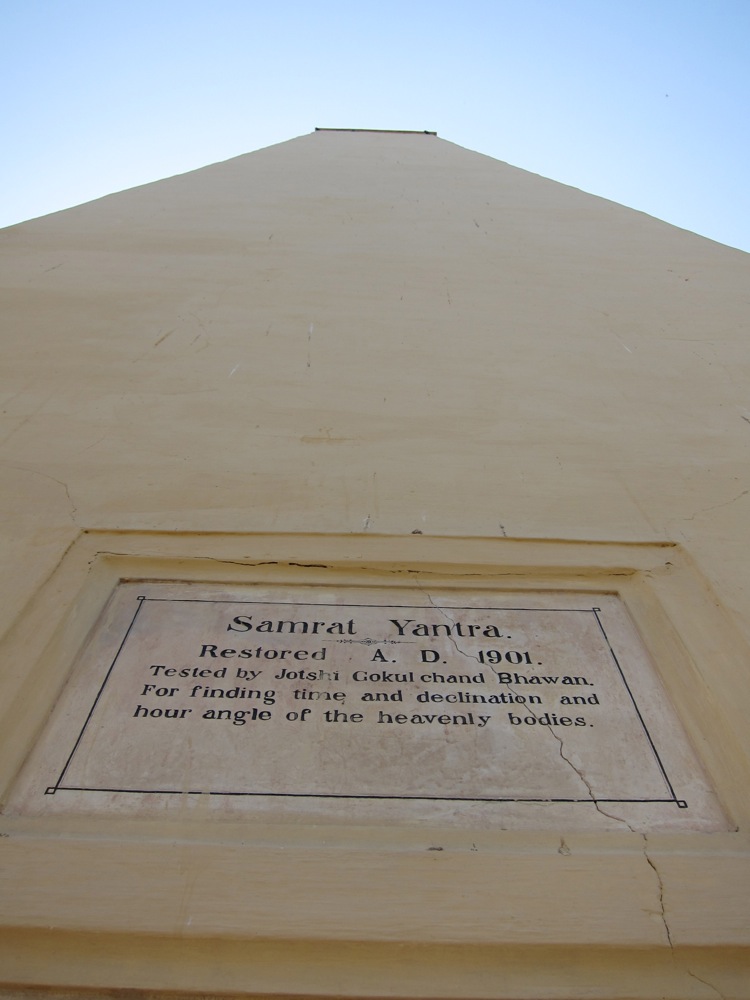 Samrat Yantra.
Restored A. D. 1901.
Tested by Jotshi Gokul chand Bhawan.
For finding time and declination and
hour angle of the heavenly bodies.